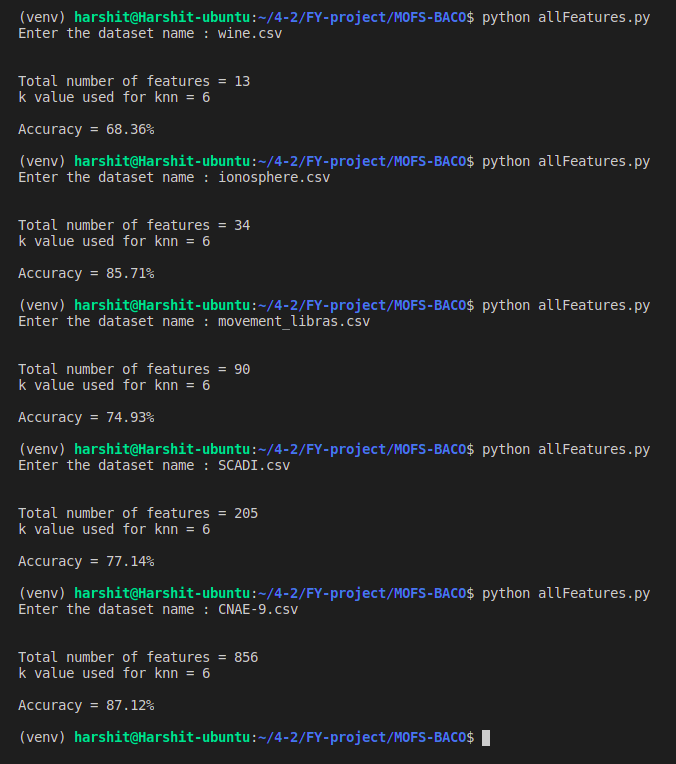 (venv) harshit@Harshit-ubuntu:~/4-2/FY-project/MOFS-BACO$ python allFeatures.py
Enter the dataset name : wine.csv
Total number of features = 13
k value used for knn = 6
Accuracy = 68.36%
(venv) harshit@Harshit-ubuntu:~/4-2/FY-project/MOFS-BACO$ python allFeatures.py
Enter the dataset name : ionosphere.csv
Total number of features = 34
k value used for knn = 6
Accuracy = 85.71%
(venv) harshit@Harshit-ubuntu:~/4-2/FY-project/MOFS-BACO$ python allFeatures.py
Enter the dataset name : movement_libras.csv
Total number of features = 90
k value used for knn = 6
Accuracy = 74.93%
(venv) harshit@Harshit-ubuntu:~/4-2/FY-project/MOFS-BACO$ python allFeatures.py
Enter the dataset name : SCADI.csv
Total number of features = 205
k value used for knn = 6
Accuracy = 77.14%
(venv) harshit@Harshit-ubuntu:~/4-2/FY-project/MOFS-BACO$ python allFeatures.py
Enter the dataset name : CNAE-9.csv
Total number of features = 856
k value used for knn = 6
Accuracy = 87.12%
(venv) harshit@Harshit-ubuntu:~/4-2/FY-project/MOFS-BACO$